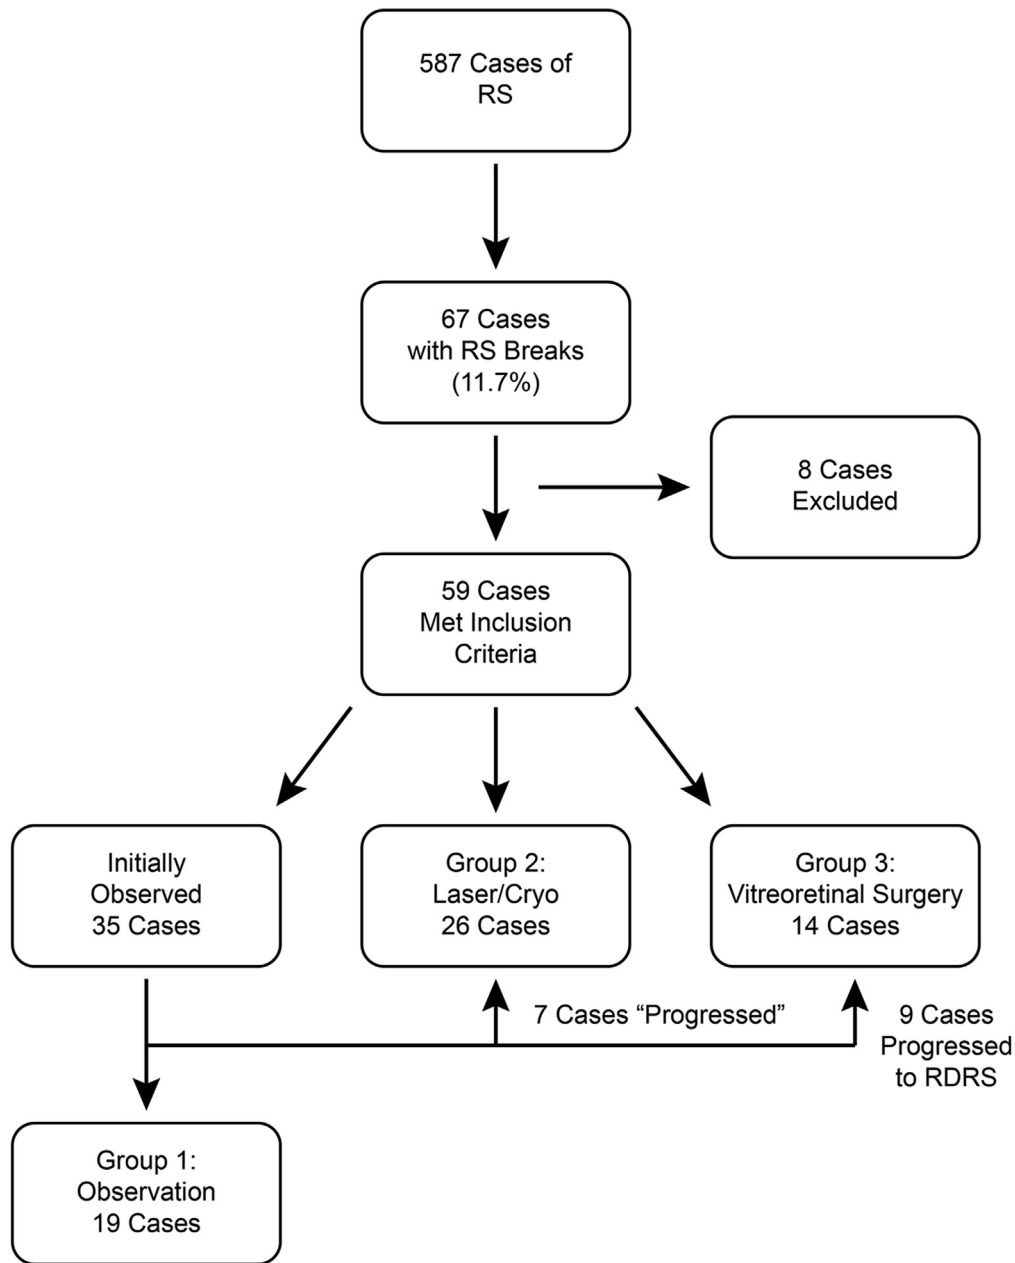 587 Cases of
RS
67 Cases
with RS Breaks
(11.7%)
8 Cases
Excluded
59 Cases
Met Inclusion
Criteria
Initially
Observed
35 Cases
Group 2:
Laser/Cryo
26 Cases
Group 3:
Vitreoretinal Surgery
14 Cases
7 Cases “Progressed”
9 Cases
Progressed
to RDRS
Group 1:
Observation
19 Cases